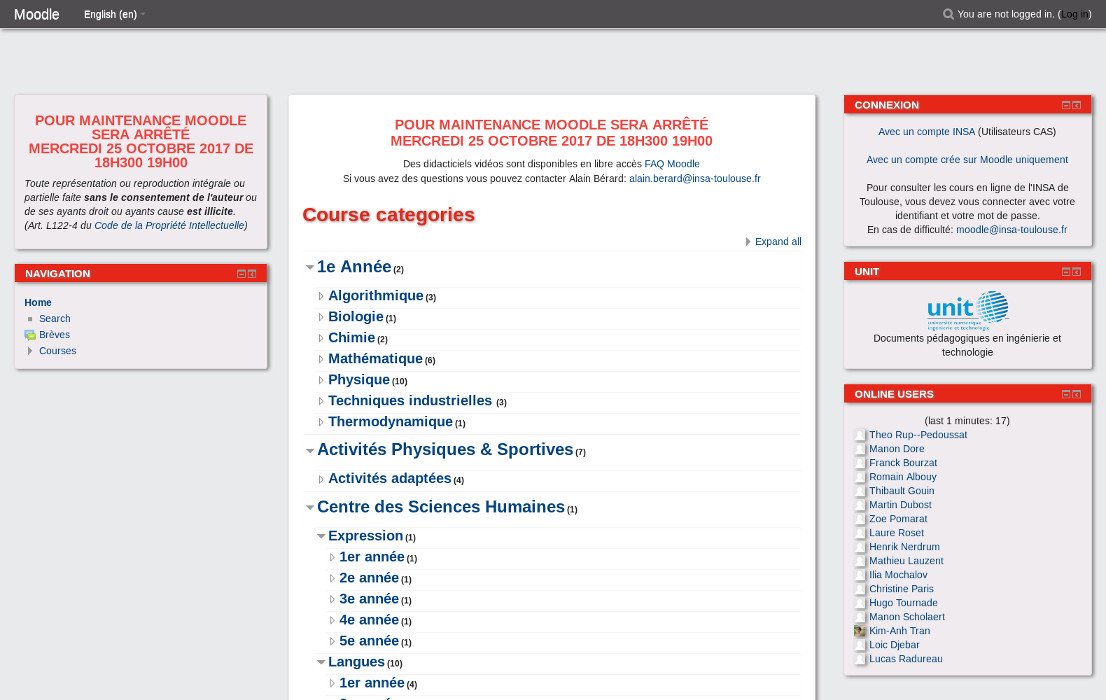 Moodle
English (en)
You are not logged in. (Log in)
POUR MAINTENANCE MOODLE
SERA ARRÊTÉ
MERCREDI 25 OCTOBRE 2017 DE
18H300 19H00
Toute représentation ou reproduction intégrale ou
partielle faite sans le consentement de l'auteur ou
de ses ayants droit ou ayants cause est illicite.
(Art. L122-4 du Code de la Propriété Intellectuelle)
NAVIGATION
Home
Search
Brèves
Courses
POUR MAINTENANCE MOODLE SERA ARRÊTÉ
MERCREDI 25 OCTOBRE 2017 DE 18H300 19H00
Des didacticiels vidéos sont disponibles en libre accès FAQ Moodle
Si vous avez des questions vous pouvez contacter Alain Bérard: alain.berard@insa-toulouse.fr
Course categories
Expand all
1e Année (2)
Algorithmique (3)
Biologie (1)
Chimie (2)
Mathématique (6)
Physique (10)
Techniques industrielles (3)
Thermodynamique (1)
Activités Physiques & Sportives (7)
Activités adaptées (4)
Centre des Sciences Humaines (1)
Expression (1)
1er année (1)
2e année (1)
3e année (1)
4e année (1)
5e année (1)
Langues (10)
1er année (4)
CONNEXION
Avec un compte INSA (Utilisateurs CAS)
Avec un compte crée sur Moodle uniquement
Pour consulter les cours en ligne de l'INSA de
Toulouse, vous devez vous connecter avec votre
identifiant et votre mot de passe.
En cas de difficulté: moodle@insa-toulouse.fr
UNIT
unit
université numérique
ingénierie et technologie
Documents pédagogiques en ingénierie et
technologie
ONLINE USERS
(last 1 minutes: 17)
Theo Rup--Pedoussat
Manon Dore
Franck Bourzat
Romain Albouy
Thibault Gouin
Martin Dubost
Zoe Pomarat
Laure Roset
Henrik Nerdrum
Mathieu Lauzent
Ilia Mochalov
Christine Paris
Hugo Tournade
Manon Scholaert
Kim-Anh Tran
Loic Djebar
Lucas Radureau